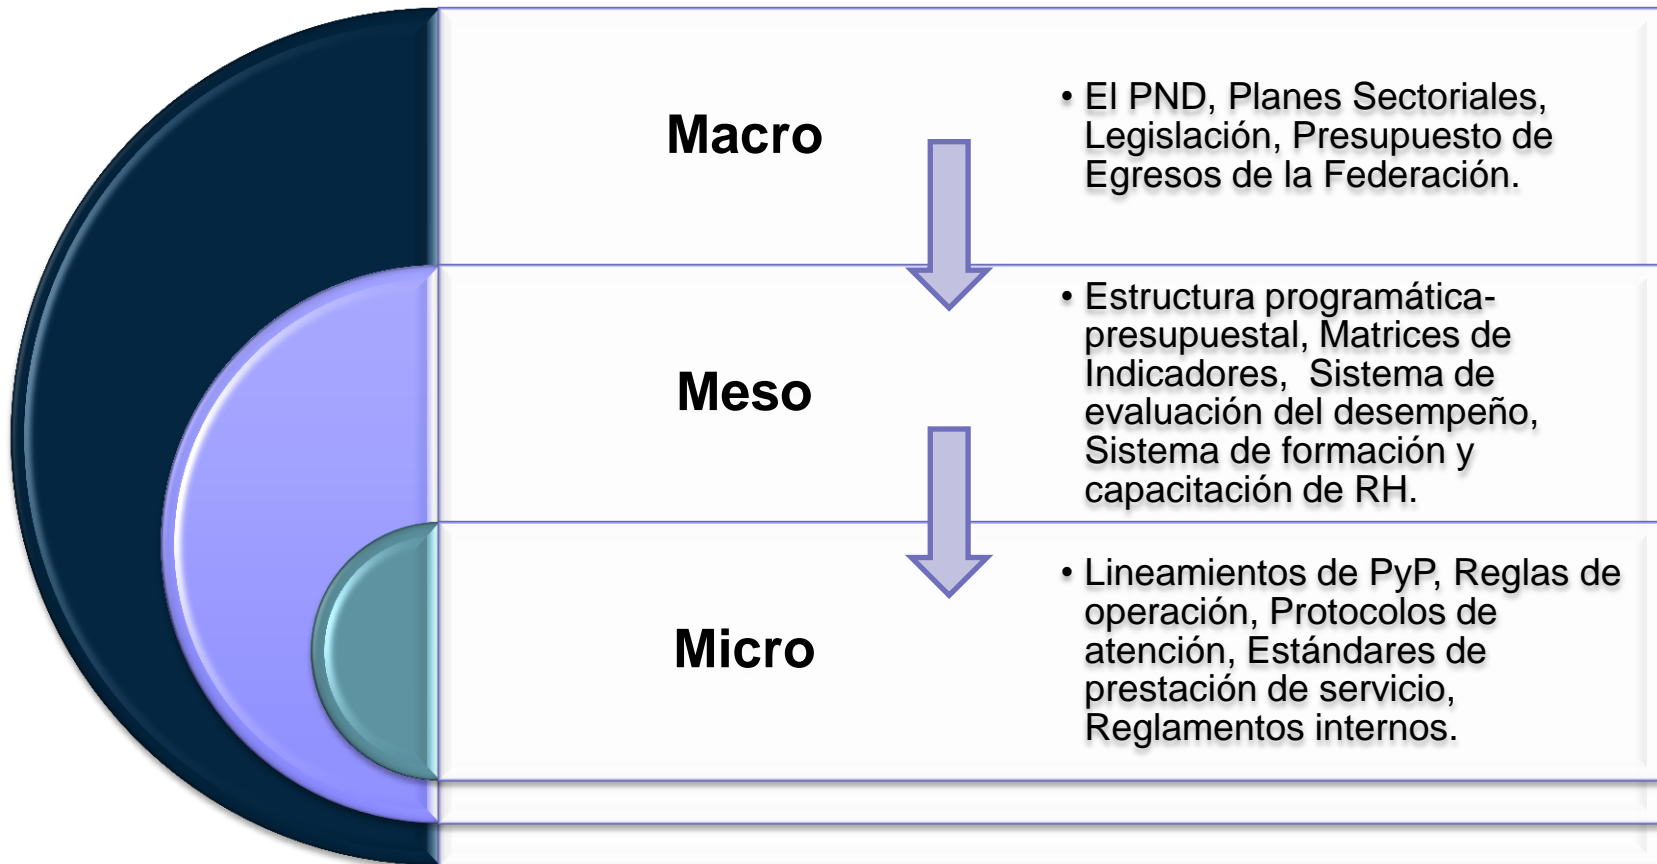 Macro
• El PND, Planes Sectoriales,
Legislación, Presupuesto de
Egresos de la Federación.
Meso
• Estructura programática-
presupuestal, Matrices de
Indicadores, Sistema de
evaluación del desempeño,
Sistema de formación y
capacitación de RH.
Micro
• Lineamientos de PyP, Reglas de
operación, Protocolos de
atención, Estándares de
prestación de servicio,
Reglamentos internos.